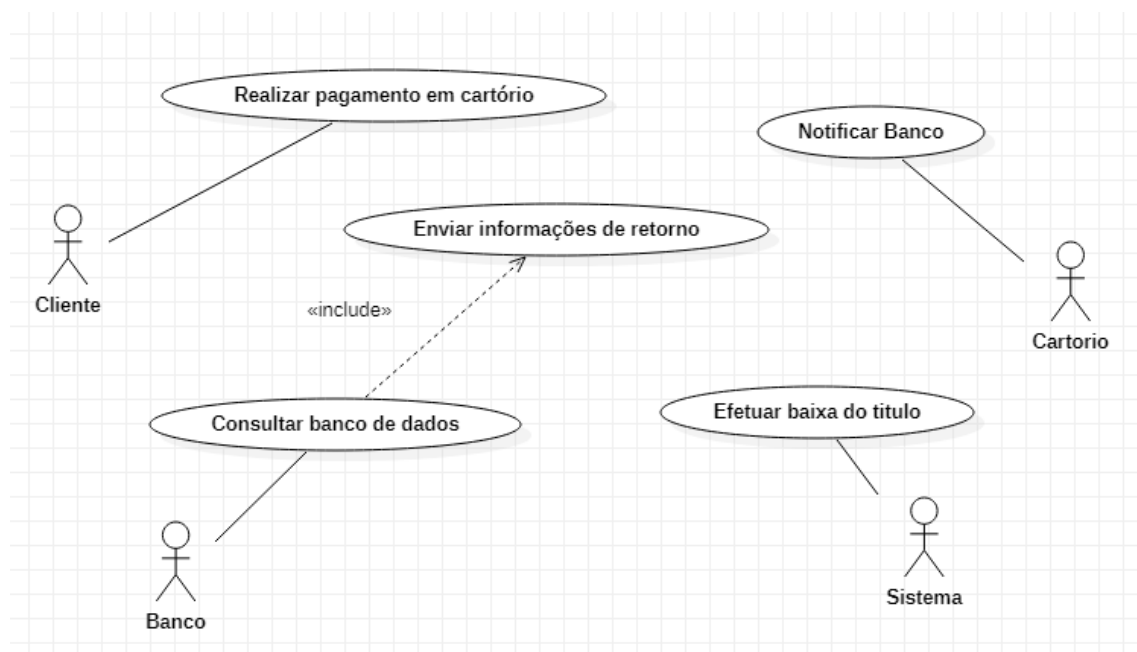 Realizar pagamento em cartório
Notificar Banco
Enviar informações de retorno
Cliente
«include»
Cartorio
Efetuar baixa do titulo
Consultar banco de dados
Sistema
Banco